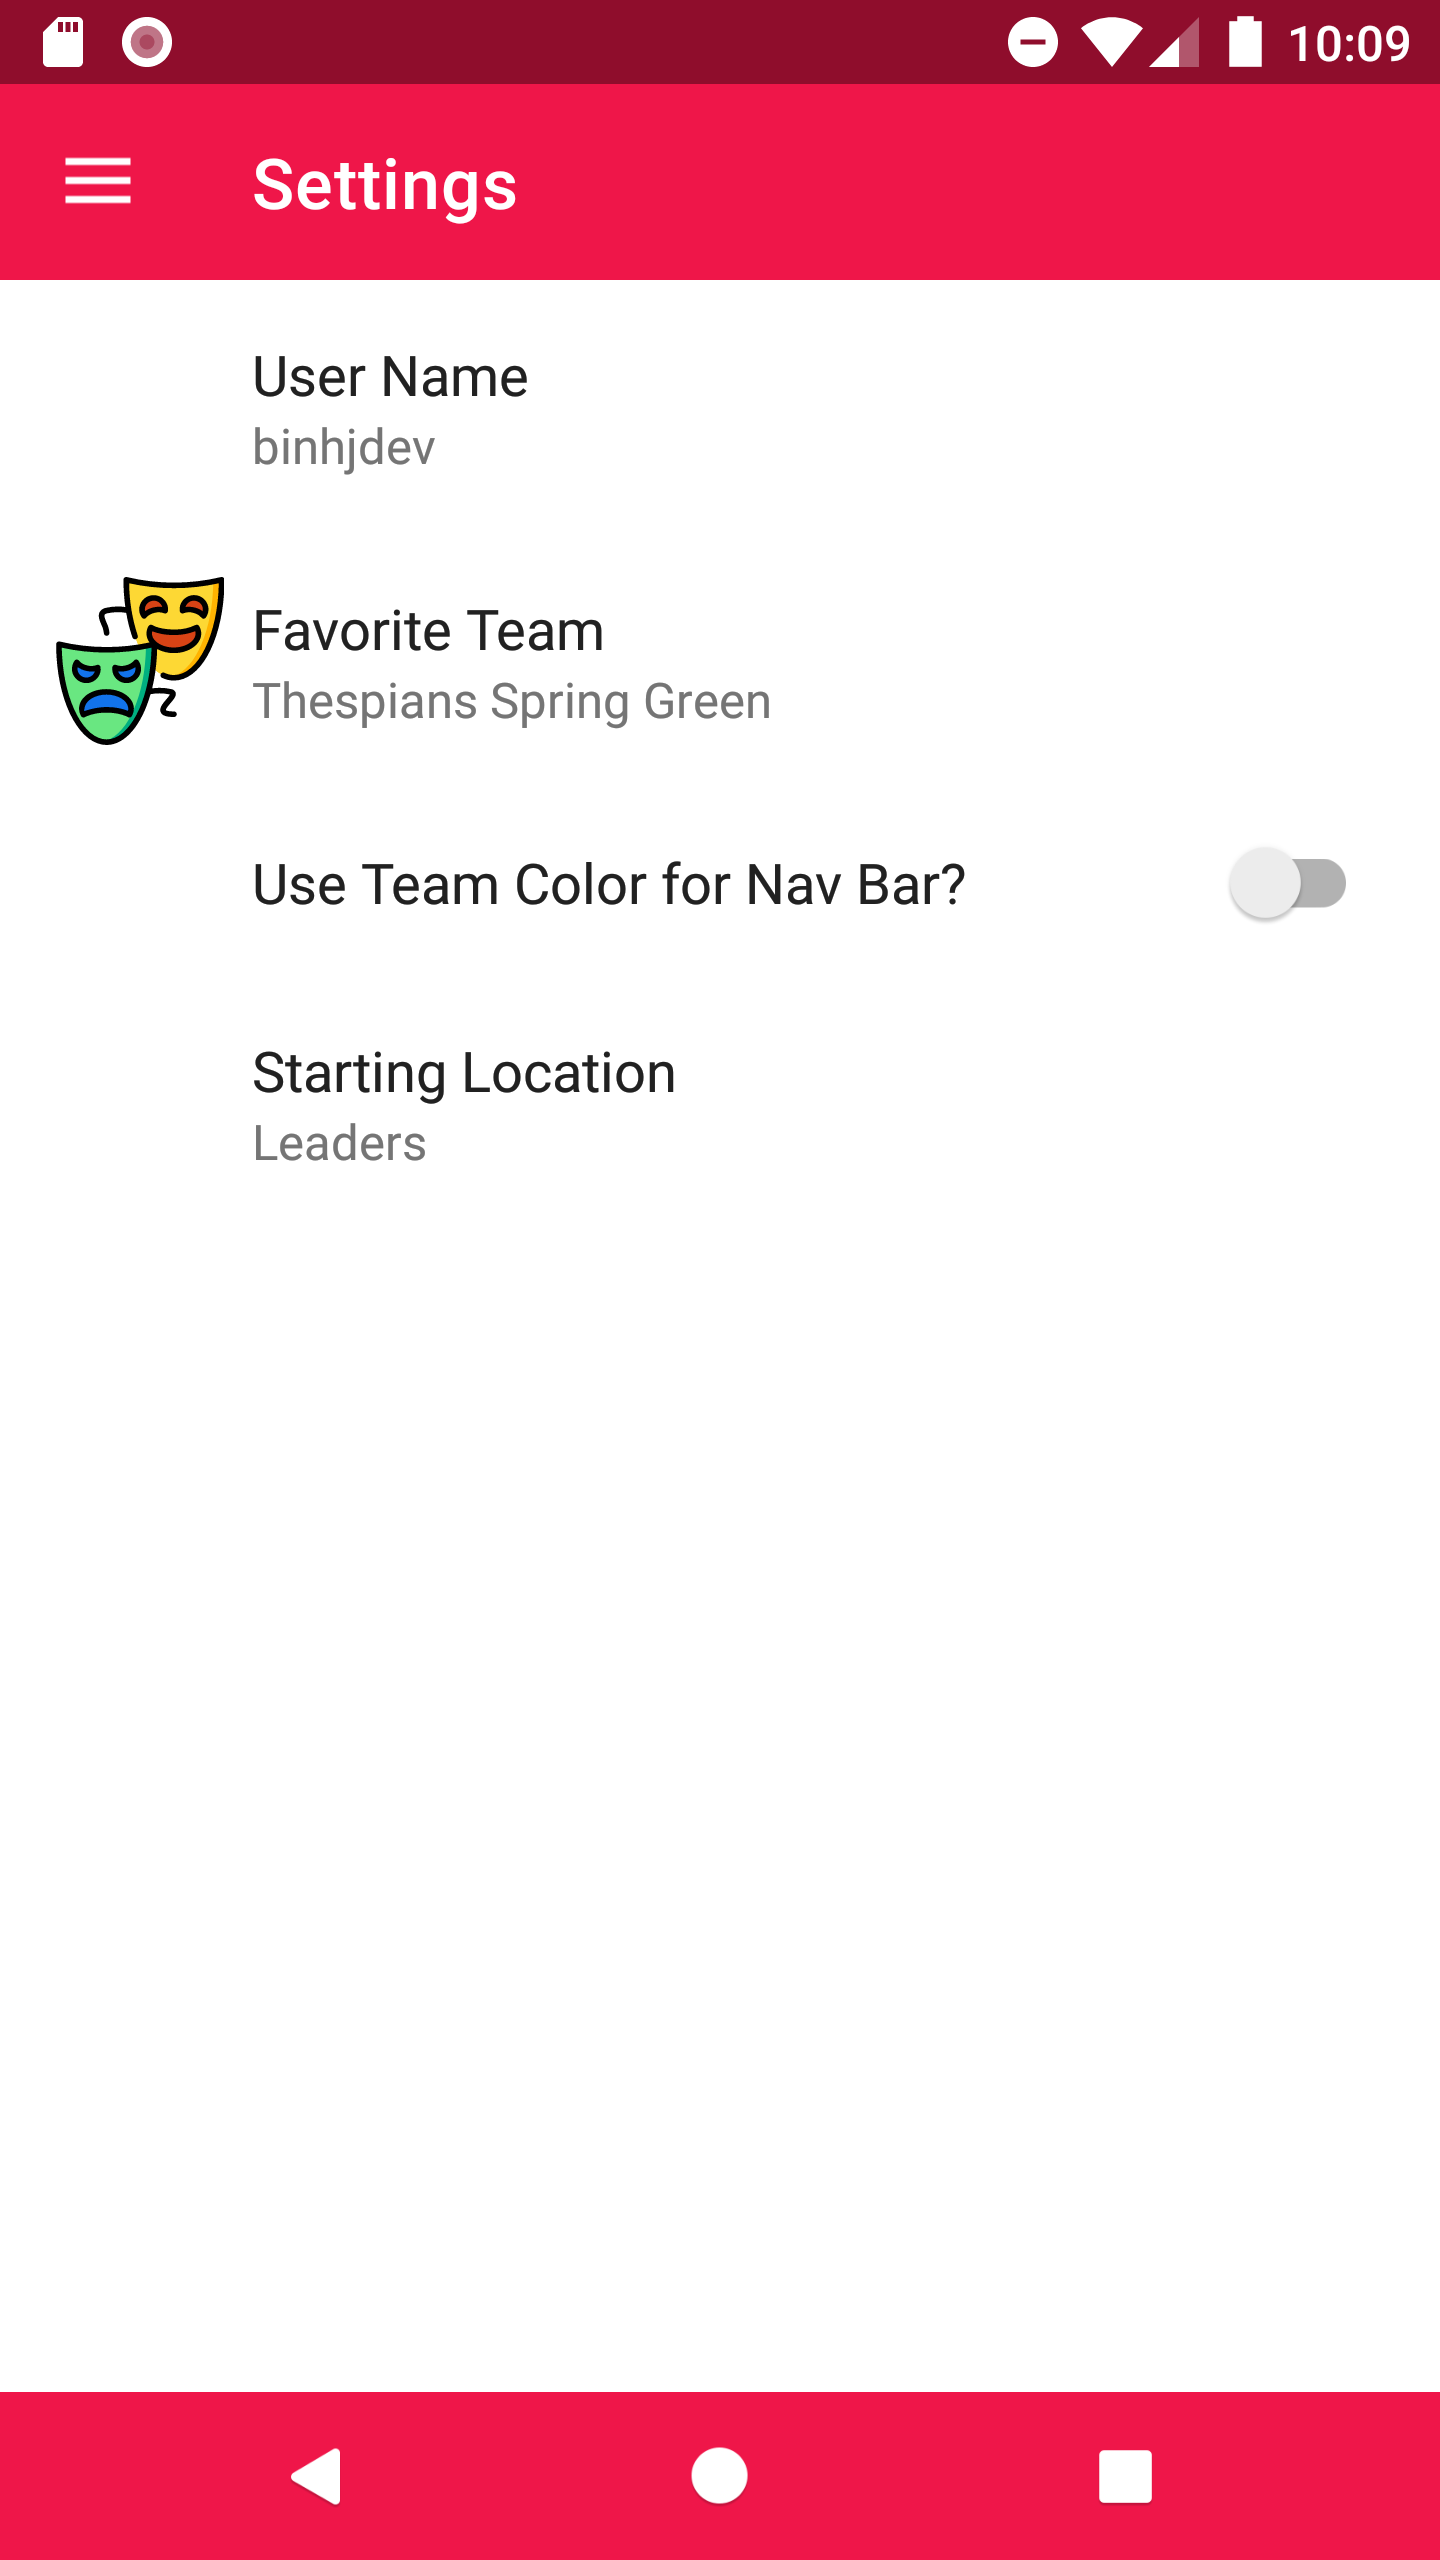 10:09
Settings
User Name
binhjdev
Favorite Team
Thespians Spring Green
Use Team Color for Nav Bar?
Starting Location
Leaders